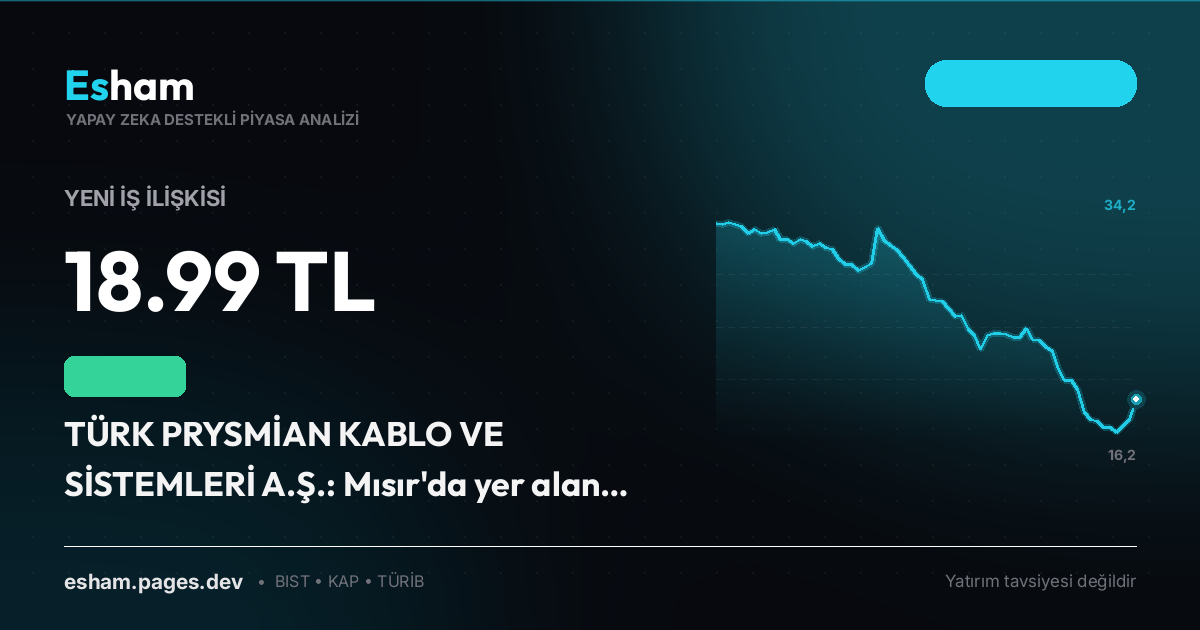 Esham
YAPAY ZEKA DESTEKLİ PİYASA ANALİZİ
YENİ İŞ İLİŞKİSİ
18.99 TL
TÜRK PRYSMİAN KABLO VE
SİSTEMLERİ A.Ş.: Mısır'da yer alan...
34,2
16,2
esham.pages.dev • BIST • KAP • TÜRİB
Yatırım tavsiyesi değildir